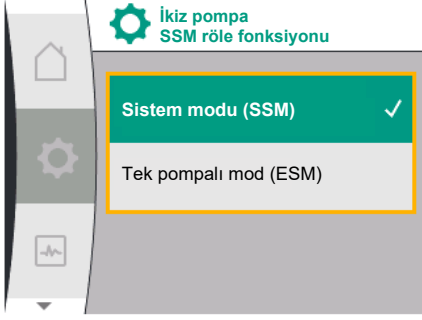 İkiz pompa
SSM röle fonksiyonu
Sistem modu (SSM)
Tek pompalı mod (ESM)